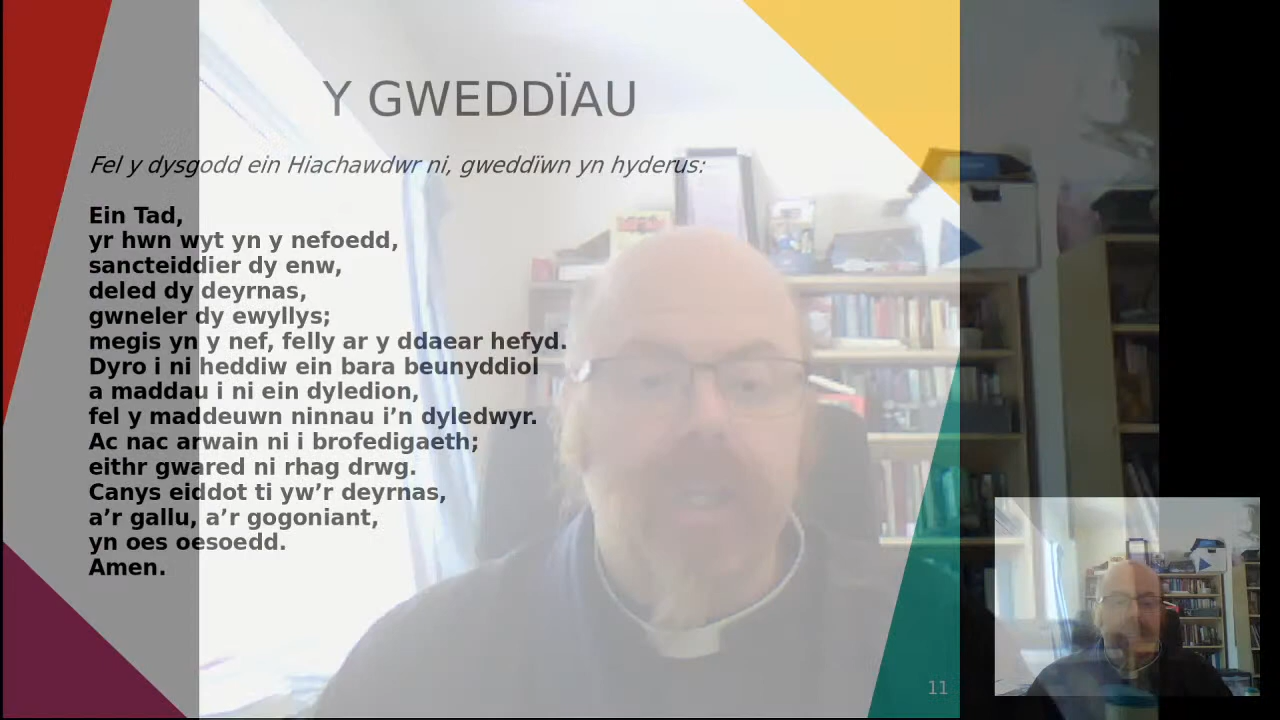 Y GWEDDÏAU
Fel y dysgodd ein Hiachawdwr ni, gweddïwn yn hyderus:
Ein Tad,
yr hwn wyt yn y nefoedd,
sancteiddier dy enw,
deled dy deyrnas,
gwneler dy ewyllys;
megis yn y nef, felly ar y ddaear hefyd.
Dyro i ni heddiw ein bara beunyddiol
a maddau i ni ein dyledion,
fel y maddeuwn ninnau i’n dyledwyr.
Ac nac arwain ni i brofedigaeth;
eithr gwared ni rhag drwg.
Canys eiddot ti yw’r deyrnas,
a’r gallu, a’r gogoniant,
yn oes oesoedd.
Amen.
11